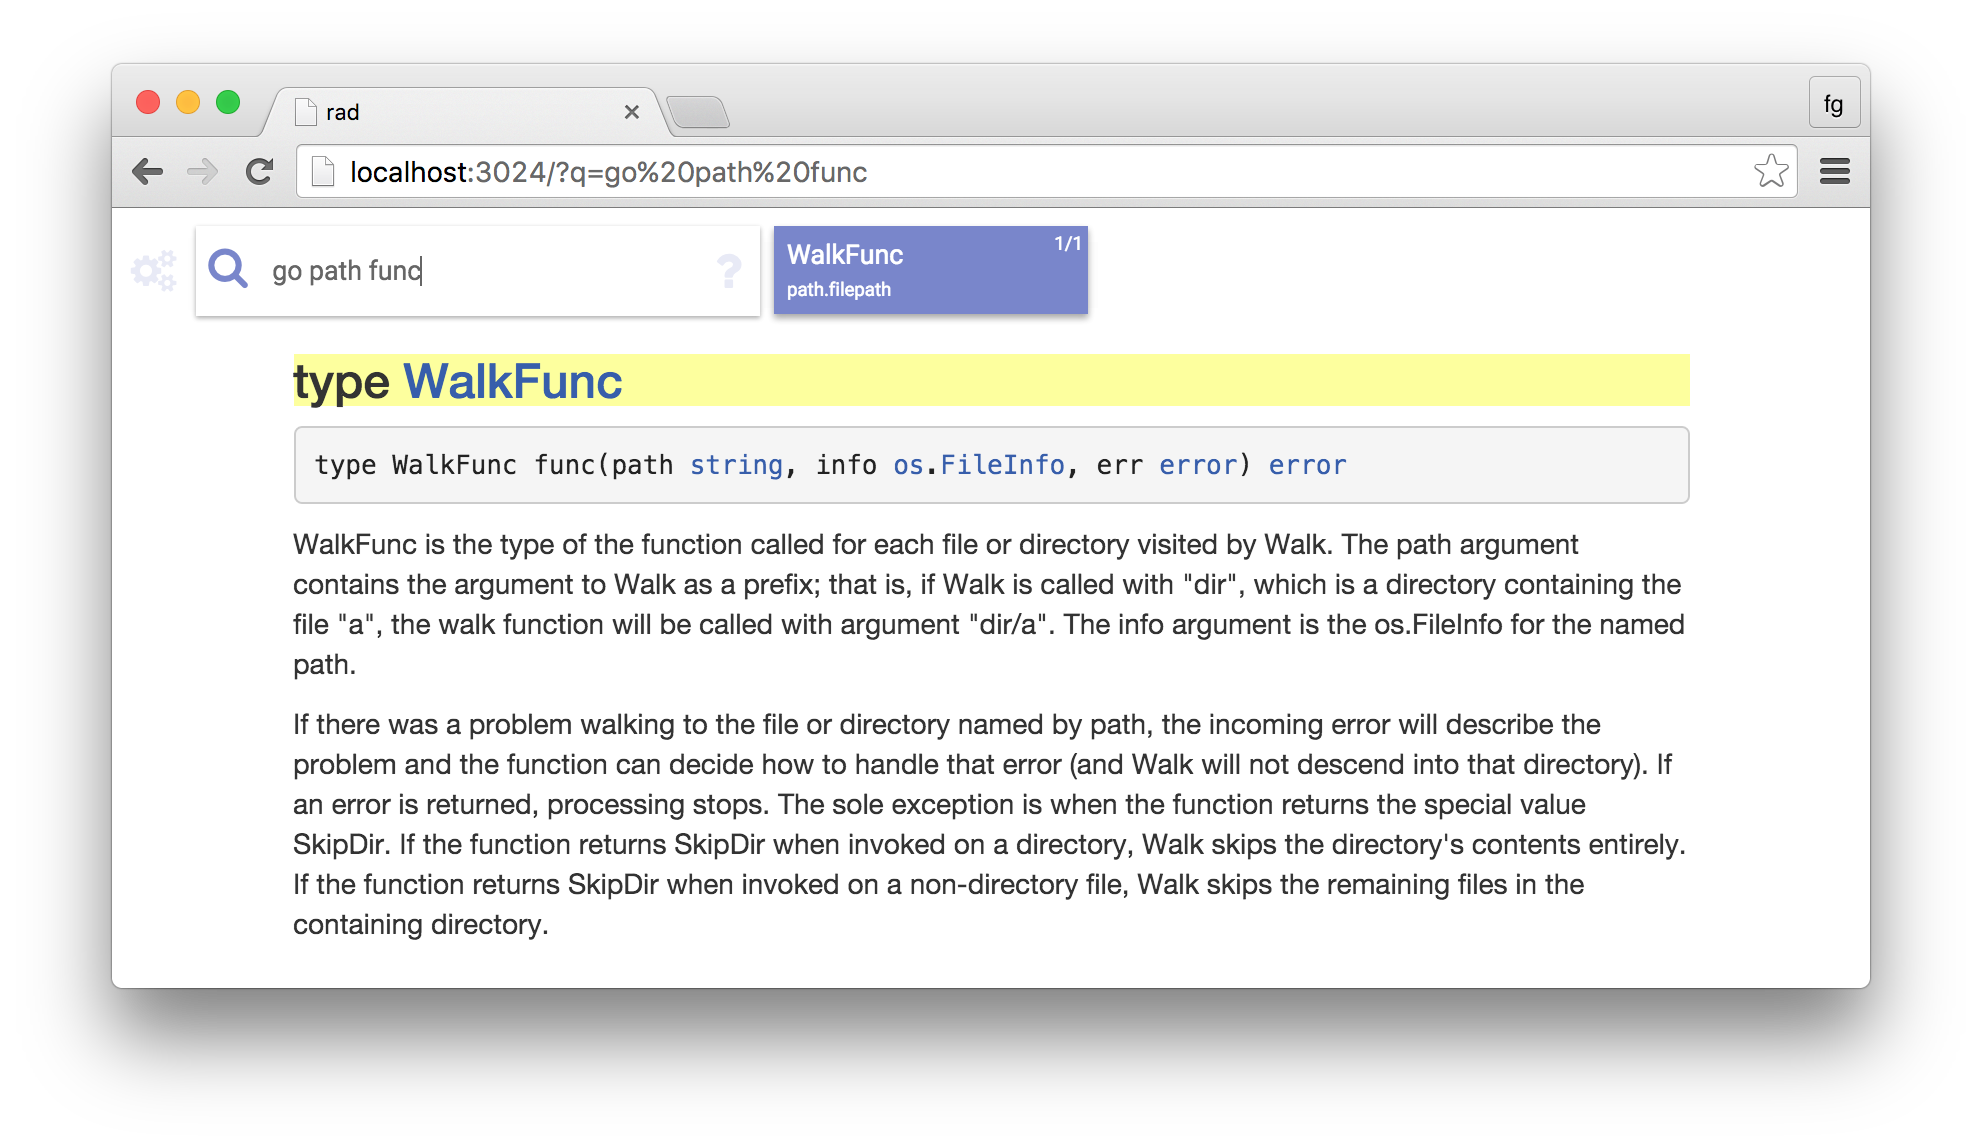 rad
fg
localhost:3024/?q=go%20path%20func
go path func
?
WalkFunc
1/1
path.filepath
type WalkFunc
type WalkFunc func(path string, info os.FileInfo, err error) error
WalkFunc is the type of the function called for each file or directory visited by Walk. The path argument
contains the argument to Walk as a prefix; that is, if Walk is called with "dir", which is a directory containing the
file "a", the walk function will be called with argument "dir/a". The info argument is the os.FileInfo for the named
path.
If there was a problem walking to the file or directory named by path, the incoming error will describe the
problem and the function can decide how to handle that error (and Walk will not descend into that directory). If
an error is returned, processing stops. The sole exception is when the function returns the special value
SkipDir. If the function returns SkipDir when invoked on a directory, Walk skips the directory's contents entirely.
If the function returns SkipDir when invoked on a non-directory file, Walk skips the remaining files in the
containing directory.